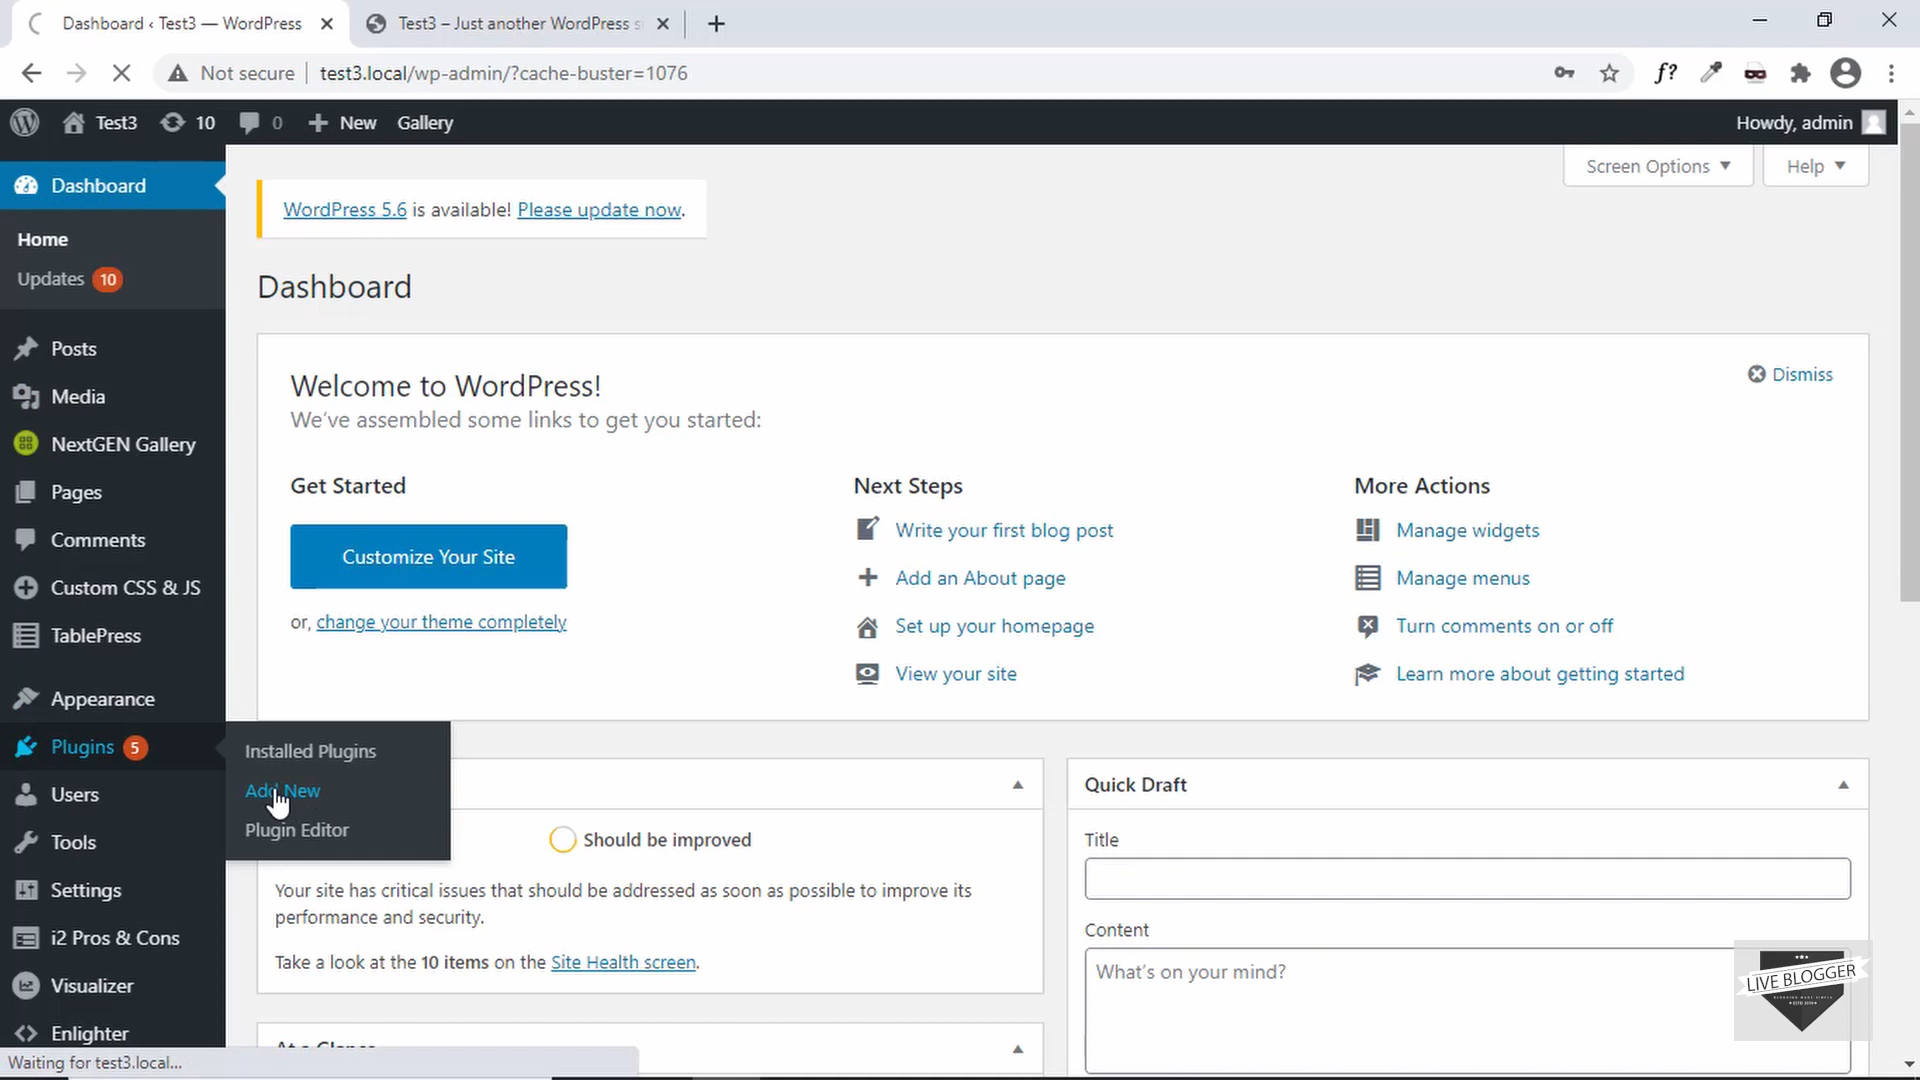 Dashboard ‹ Test3 — WordPress
Test3 – Just another WordPress s
Not secure
test3.local/wp-admin/?cache-buster=1076
f?
Test3
10
0
New
Gallery
Howdy, admin
Screen Options
Help
Dashboard
Home
Updates 10
Posts
Media
NextGEN Gallery
Pages
Comments
Custom CSS & JS
TablePress
Appearance
Plugins 5
Users
Tools
Settings
i2 Pros & Cons
Visualizer
Enlighter
Installed Plugins
Add New
Plugin Editor
WordPress 5.6 is available! Please update now.
Dashboard
Welcome to WordPress!
We've assembled some links to get you started:
Dismiss
Get Started
Customize Your Site
or, change your theme completely
Next Steps
Write your first blog post
Add an About page
Set up your homepage
View your site
More Actions
Manage widgets
Manage menus
Turn comments on or off
Learn more about getting started
Should be improved
Your site has critical issues that should be addressed as soon as possible to improve its
performance and security.
Take a look at the 10 items on the Site Health screen.
Quick Draft
Title
Content
What's on your mind?
LIVE BLOGGER
Waiting for test3.local...